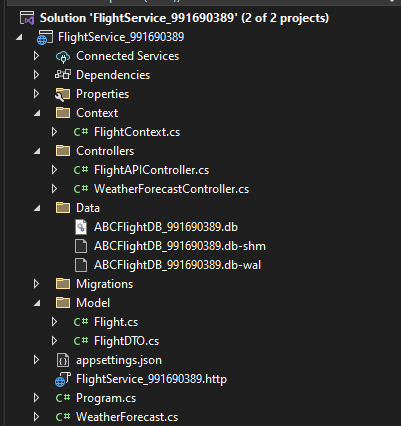 Solution 'FlightService_991690389' (2 of 2 projects)
FlightService_991690389
Connected Services
Dependencies
Properties
Context
C# FlightContext.cs
Controllers
C# FlightAPIController.cs
C# WeatherForecastController.cs
Data
ABCFlightDB_991690389.db
ABCFlightDB_991690389.db-shm
ABCFlightDB_991690389.db-wal
Migrations
Model
C# Flight.cs
C# FlightDTO.cs
appsettings.json
FlightService_991690389.http
C# Program.cs
C# WeatherForecast.cs